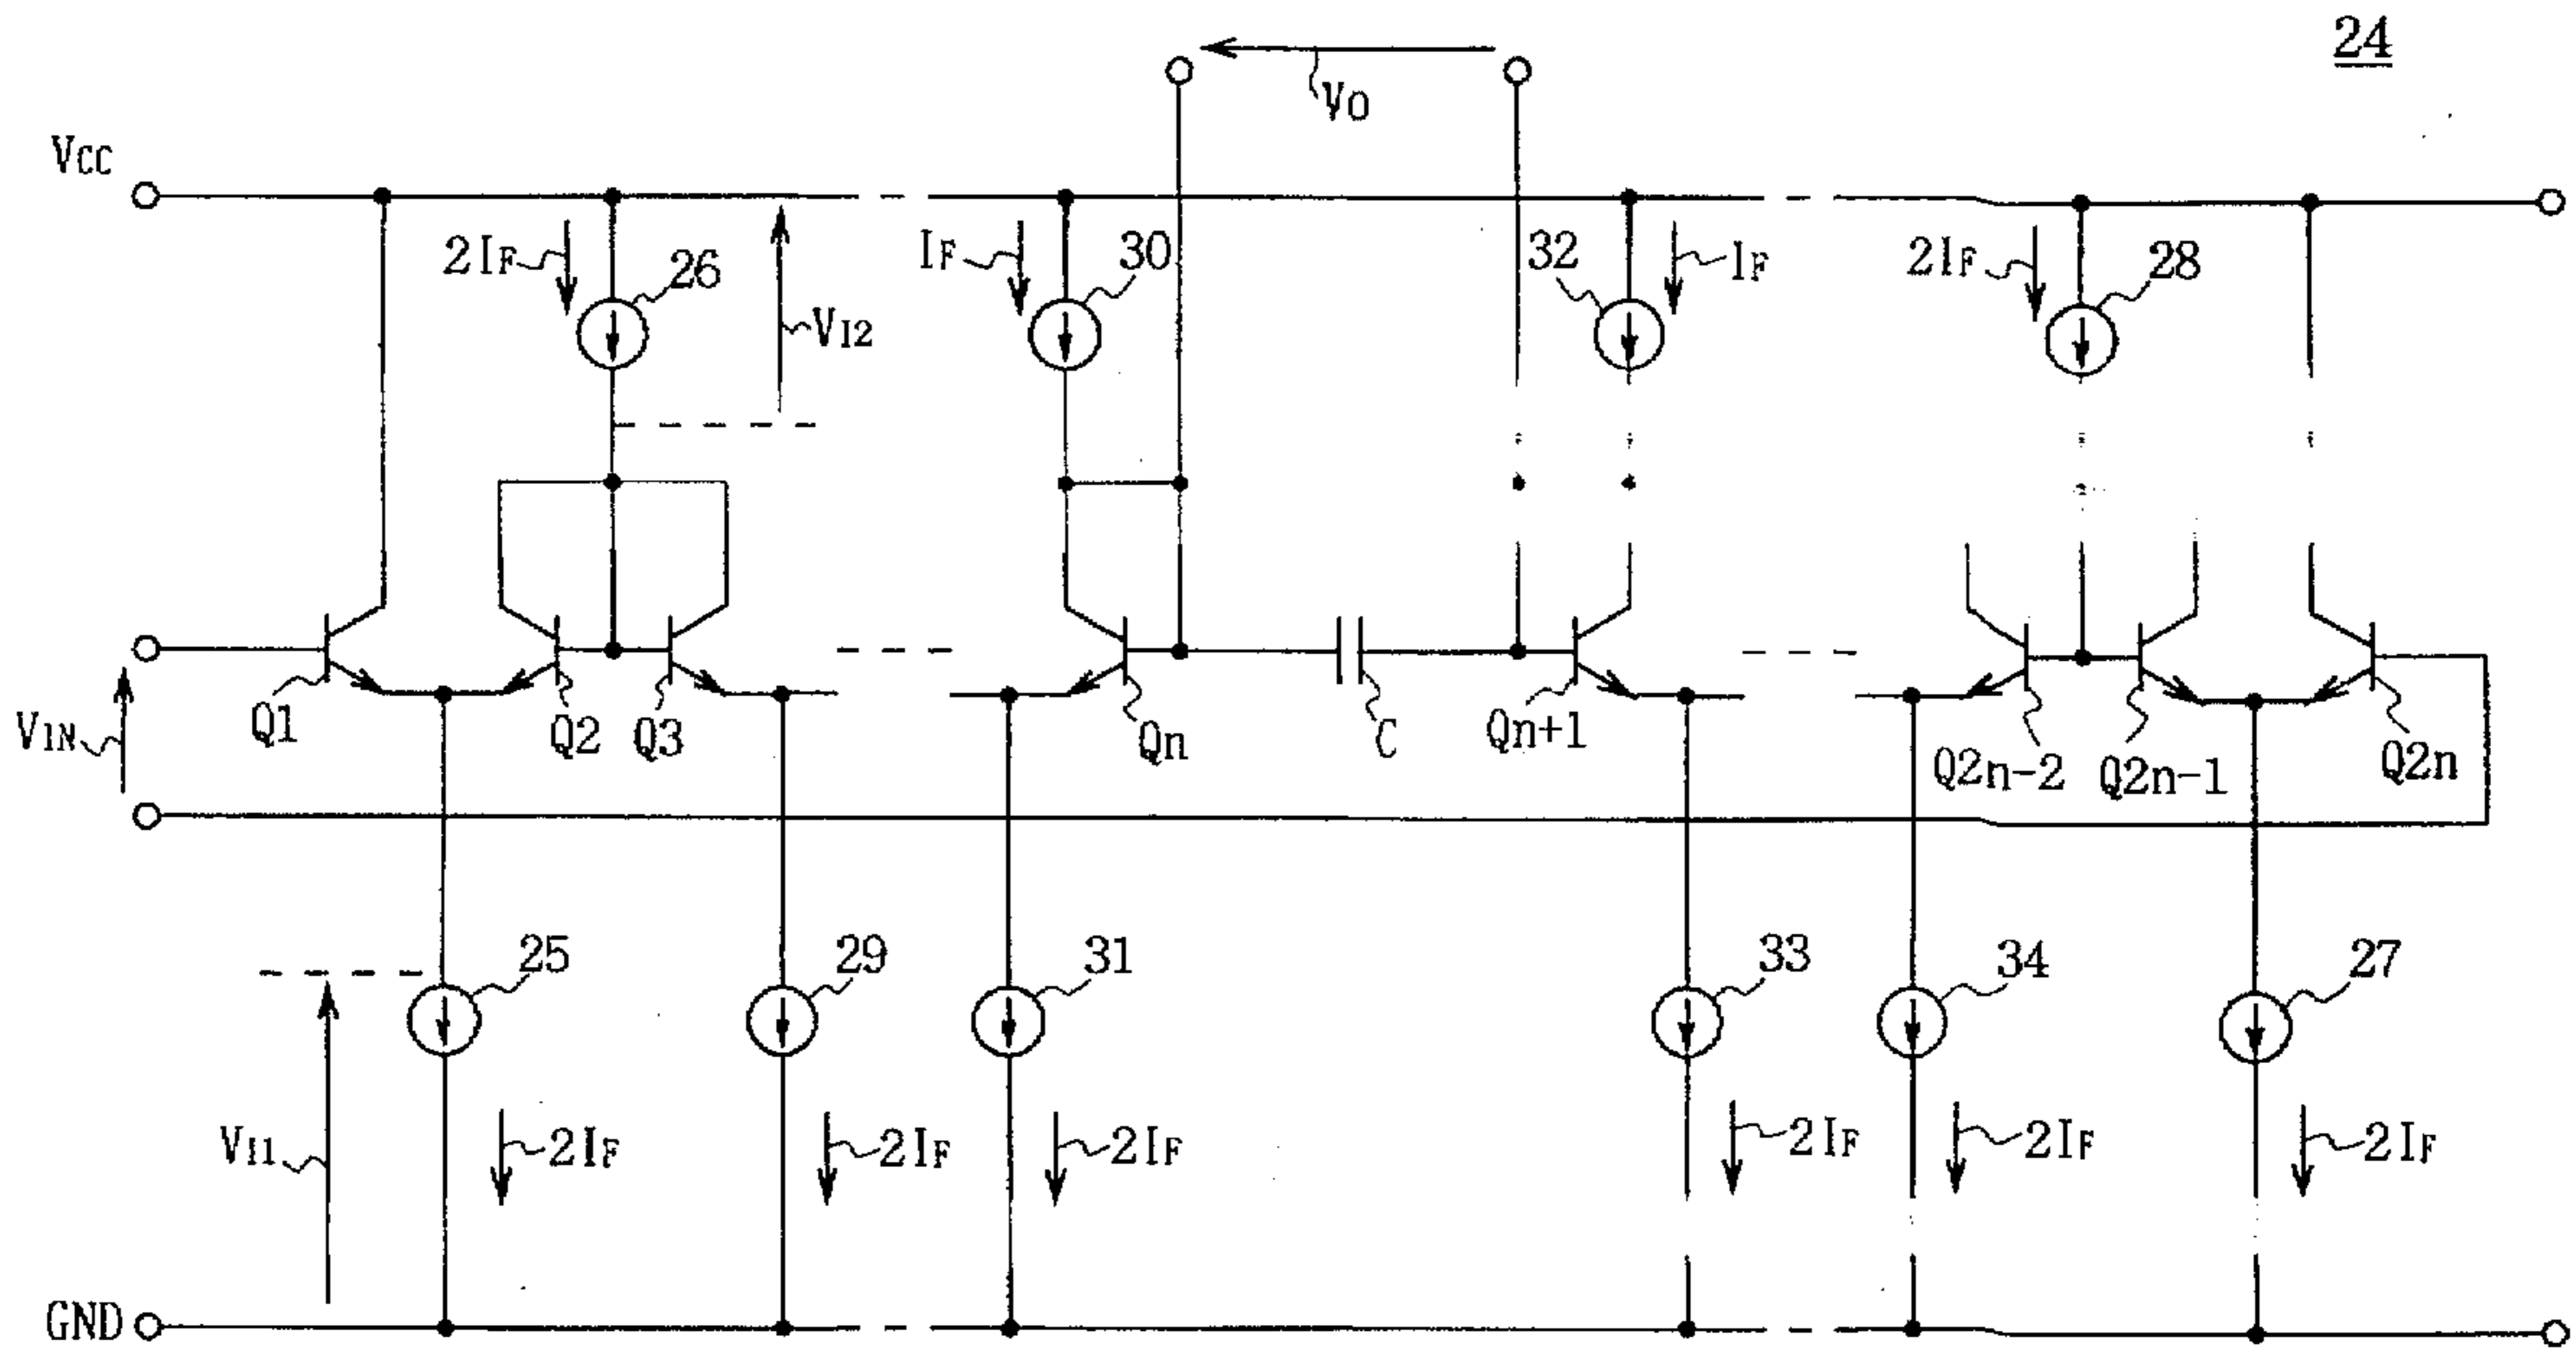 24
VO
VCC
2IF
26
VI2
IF
30
32
IF
2IF
28
VIN
Q1
Q2
Q3
Qn
C
Qn+1
Q2n-2
Q2n-1
Q2n
25
29
31
33
34
27
VI1
2IF
2IF
2IF
2IF
2IF
2IF
GND